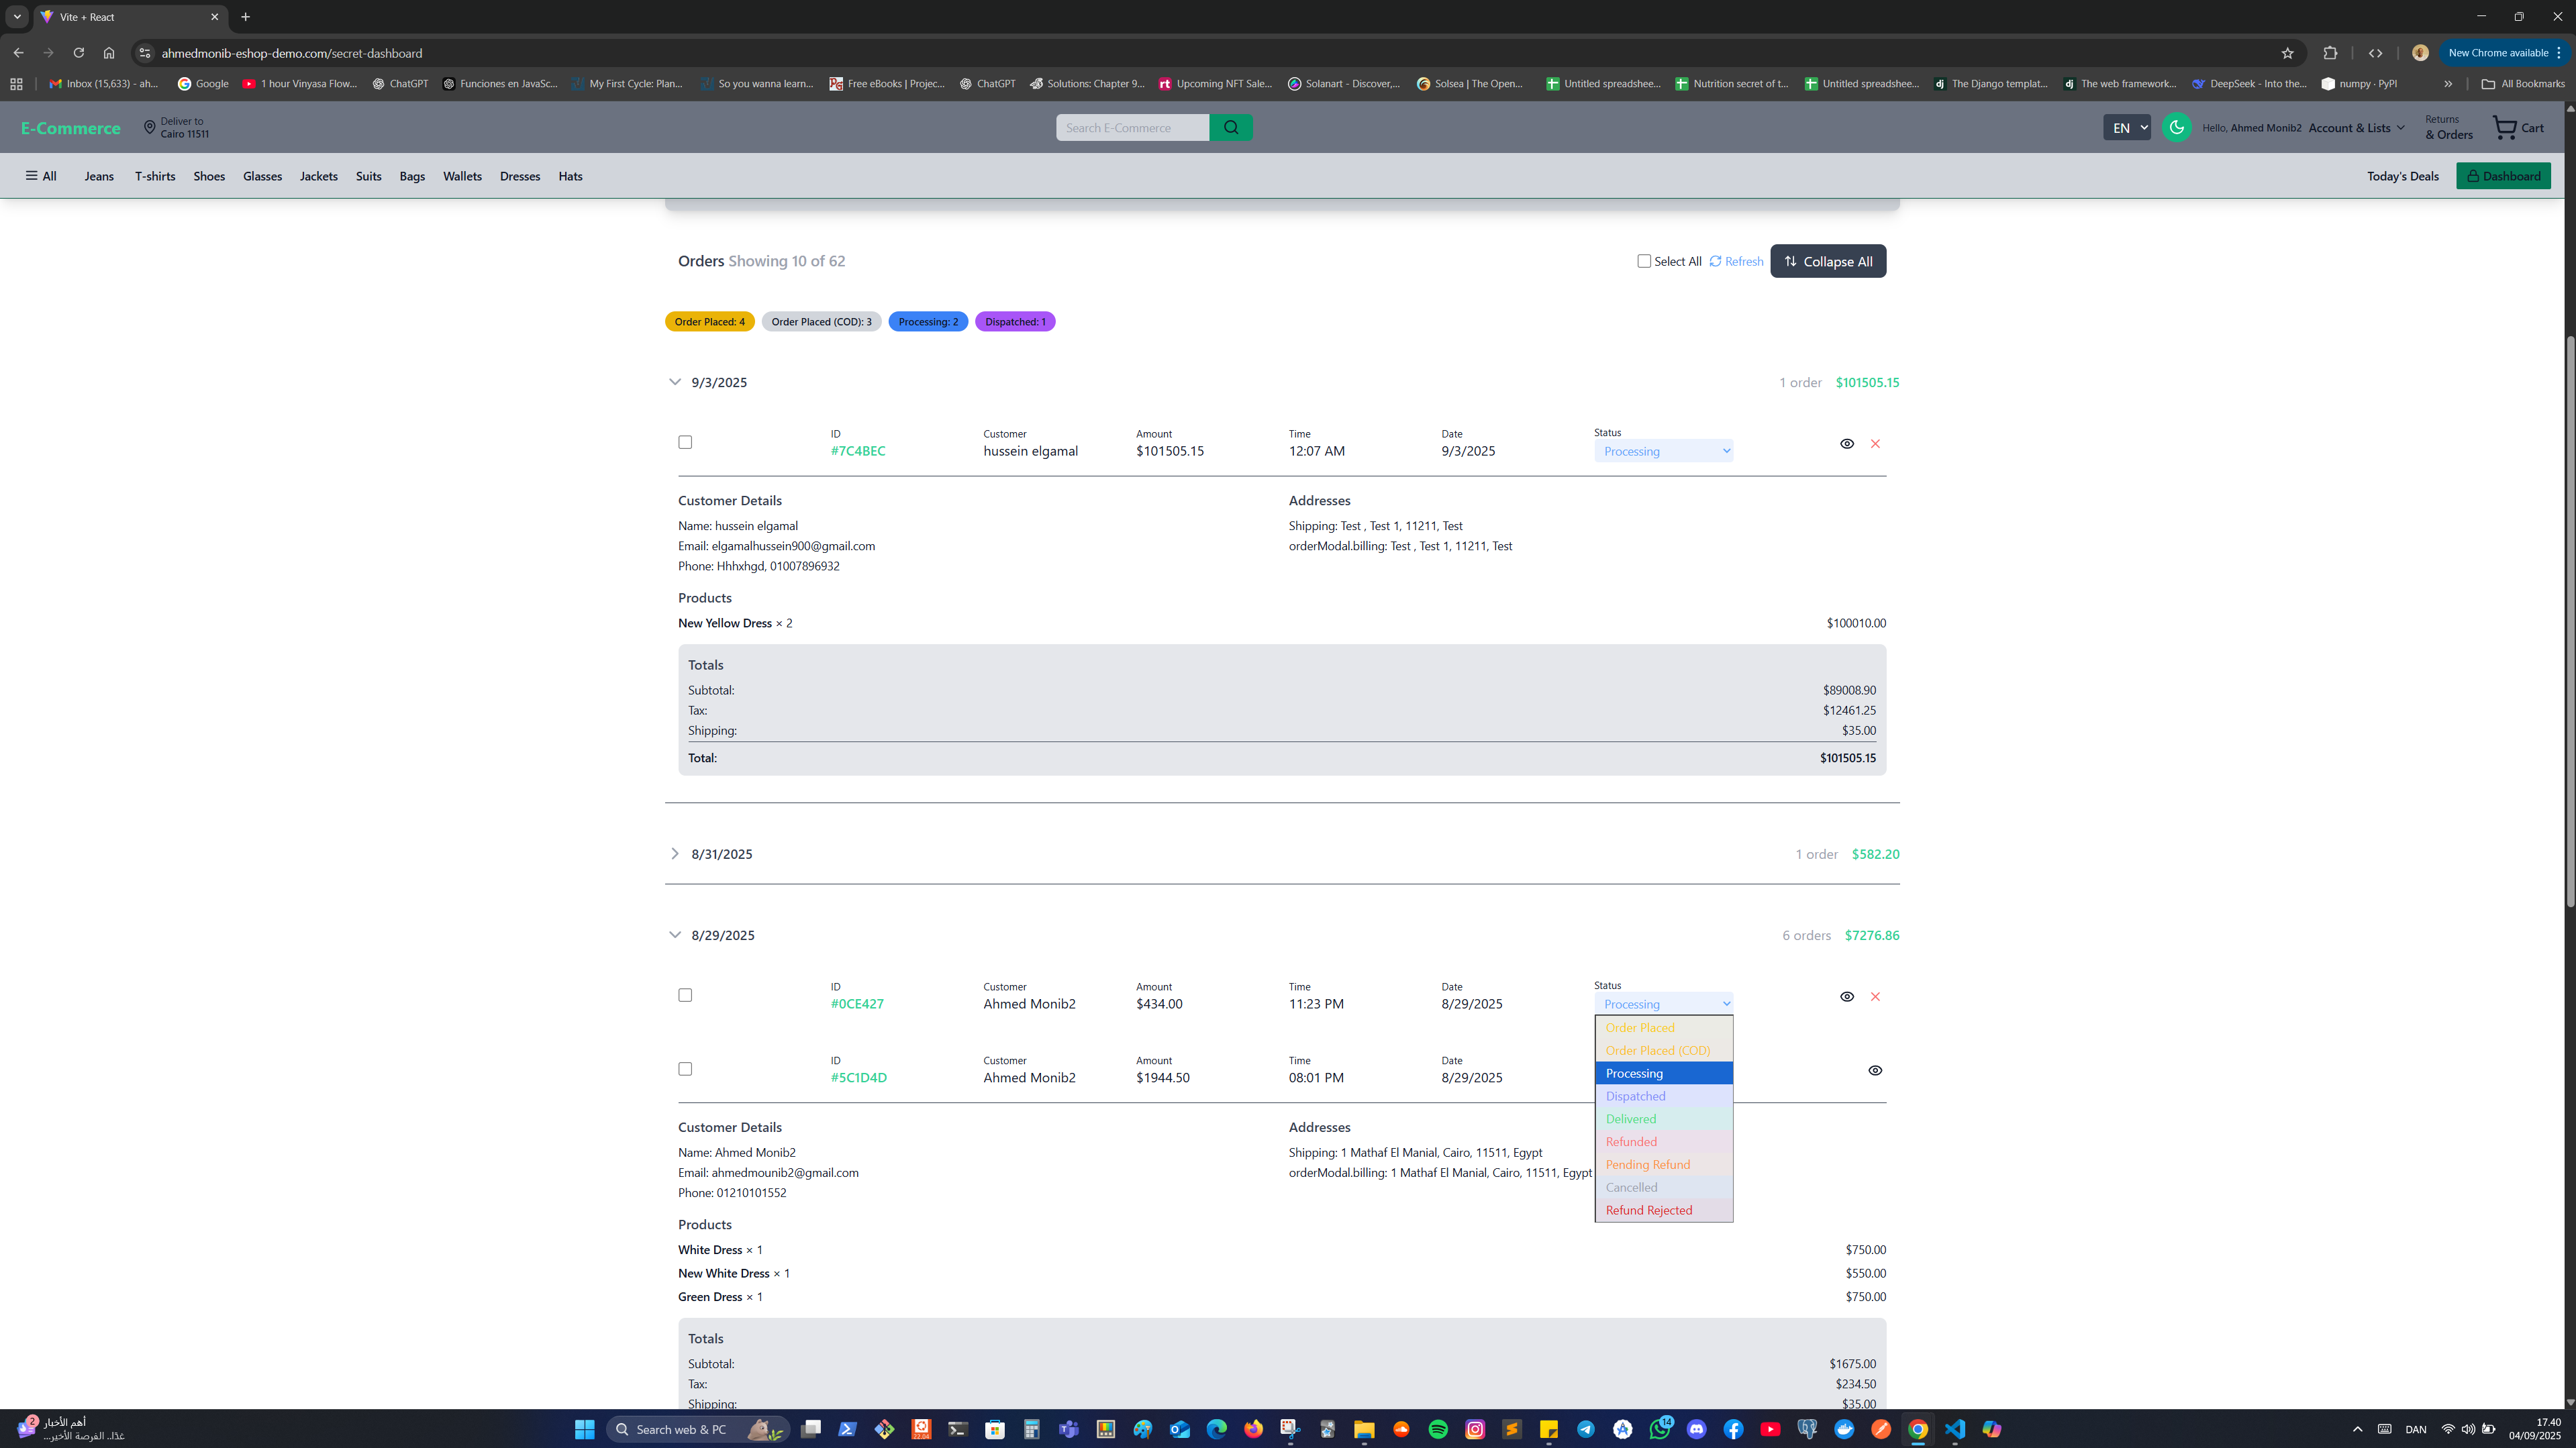 Vite + React
ahmedmonib-eshop-demo.com/secret-dashboard
New Chrome available
Inbox (15,633) - ah...
Google
1 hour Vinyasa Flow...
ChatGPT
Funciones en JavaSc...
My First Cycle: Plan...
So you wanna learn...
Free eBooks | Projec...
ChatGPT
Solutions: Chapter 9...
Upcoming NFT Sale...
Solanart - Discover,...
Solsea | The Open...
Untitled spreadshee...
Nutrition secret of t...
Untitled spreadshee...
The Django templat...
The web framework...
DeepSeek - Into the...
numpy · PyPI
All Bookmarks
E-Commerce
Deliver to
Cairo 11511
Search E-Commerce
EN
Hello, Ahmed Monib2
Account & Lists
Returns
& Orders
Cart
All Jeans T-shirts Shoes Glasses Jackets Suits Bags Wallets Dresses Hats
Today's Deals
Dashboard
Orders Showing 10 of 62
Select All
Refresh
Collapse All
Order Placed: 4
Order Placed (COD): 3
Processing: 2
Dispatched: 1
9/3/2025 1 order $101505.15
ID Customer Amount Time Date Status
#7C4BEC hussein elgamal $101505.15 12:07 AM 9/3/2025 Processing
Customer Details
Name: hussein elgamal
Email: elgamalhussein900@gmail.com
Phone: Hhhxhgd, 01007896932
Addresses
Shipping: Test , Test 1, 11211, Test
orderModal.billing: Test , Test 1, 11211, Test
Products
New Yellow Dress × 2 $100010.00
Totals
Subtotal: $89008.90
Tax: $12461.25
Shipping: $35.00
Total: $101505.15
8/31/2025 1 order $582.20
8/29/2025 6 orders $7276.86
ID Customer Amount Time Date Status
#0CE427 Ahmed Monib2 $434.00 11:23 PM 8/29/2025 Processing
Order Placed
Order Placed (COD)
Processing
Dispatched
Delivered
Refunded
Pending Refund
Cancelled
Refund Rejected
ID Customer Amount Time Date
#5C1D4D Ahmed Monib2 $1944.50 08:01 PM 8/29/2025
Customer Details
Name: Ahmed Monib2
Email: ahmedmounib2@gmail.com
Phone: 01210101552
Addresses
Shipping: 1 Mathaf El Manial, Cairo, 11511, Egypt
orderModal.billing: 1 Mathaf El Manial, Cairo, 11511, Egypt
Products
White Dress × 1 $750.00
New White Dress × 1 $550.00
Green Dress × 1 $750.00
Totals
Subtotal: $1675.00
Tax: $234.50
Shipping: $35.00
2
أهم الأخبار
غدًا.. الفرصة الأخير...
Search web & PC
22.04
14
DAN
17.40
04/09/2025